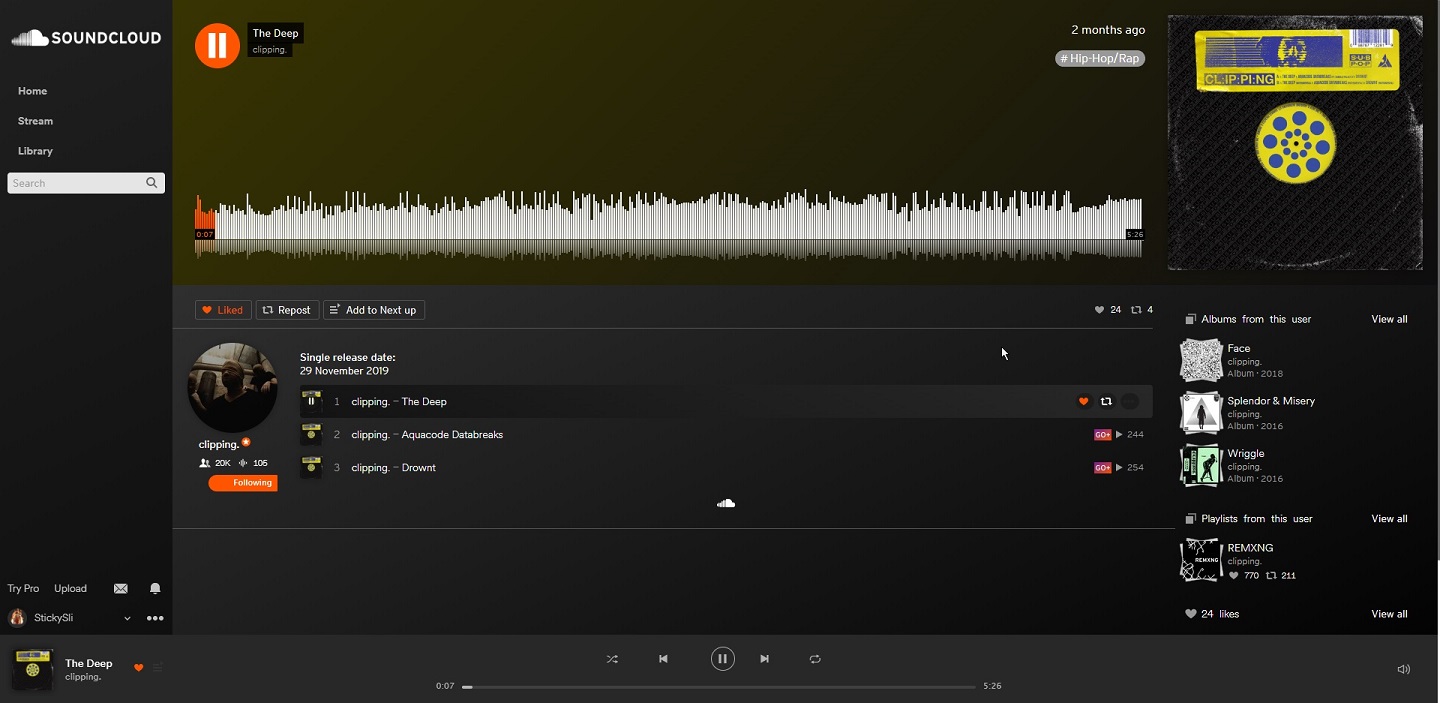 SOUNDCLOUD
Home
Stream
Library
Search
Try Pro Upload
StickySli
The Deep
clipping.
2 months ago
# Hip-Hop/Rap
0:07
5:26
CL:IP:PI:NG
SUB
POP
Liked
Repost
Add to Next up
24 4
clipping.
20K 105
Following
Single release date:
29 November 2019
1 clipping. – The Deep
2 clipping. – Aquacode Databreaks GO+ 244
3 clipping. – Drownt GO+ 254
Albums from this user View all
Face
clipping.
Album · 2018
Splendor & Misery
clipping.
Album · 2016
Wriggle
clipping.
Album · 2016
Playlists from this user View all
REMXNG
REMXNG
clipping.
770 211
24 likes View all
The Deep
clipping.
0:07 5:26